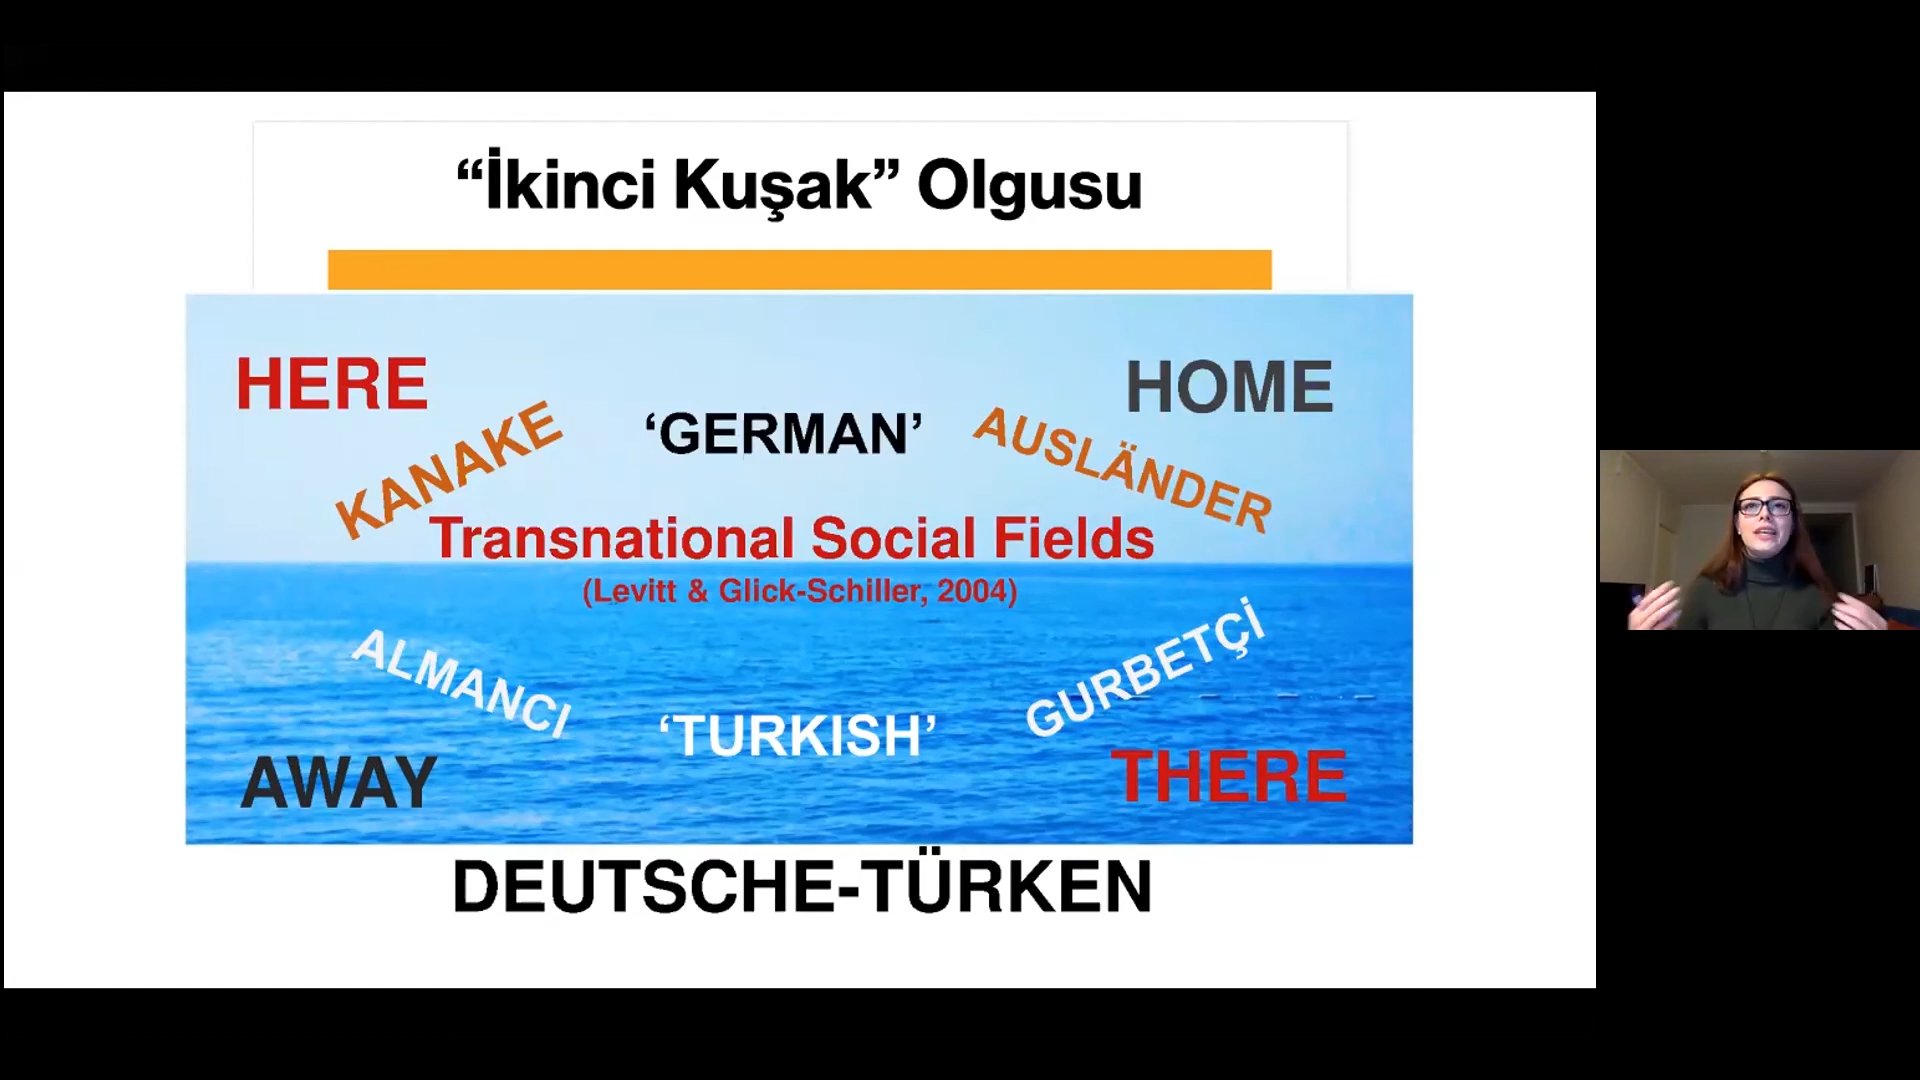 “İkinci Kuşak” Olgusu
HERE
HOME
KANAKE
‘GERMAN’
AUSLÄNDER
Transnational Social Fields
(Levitt & Glick-Schiller, 2004)
ALMANCI
‘TURKISH’
GURBETÇİ
AWAY
THERE
DEUTSCHE-TÜRKEN